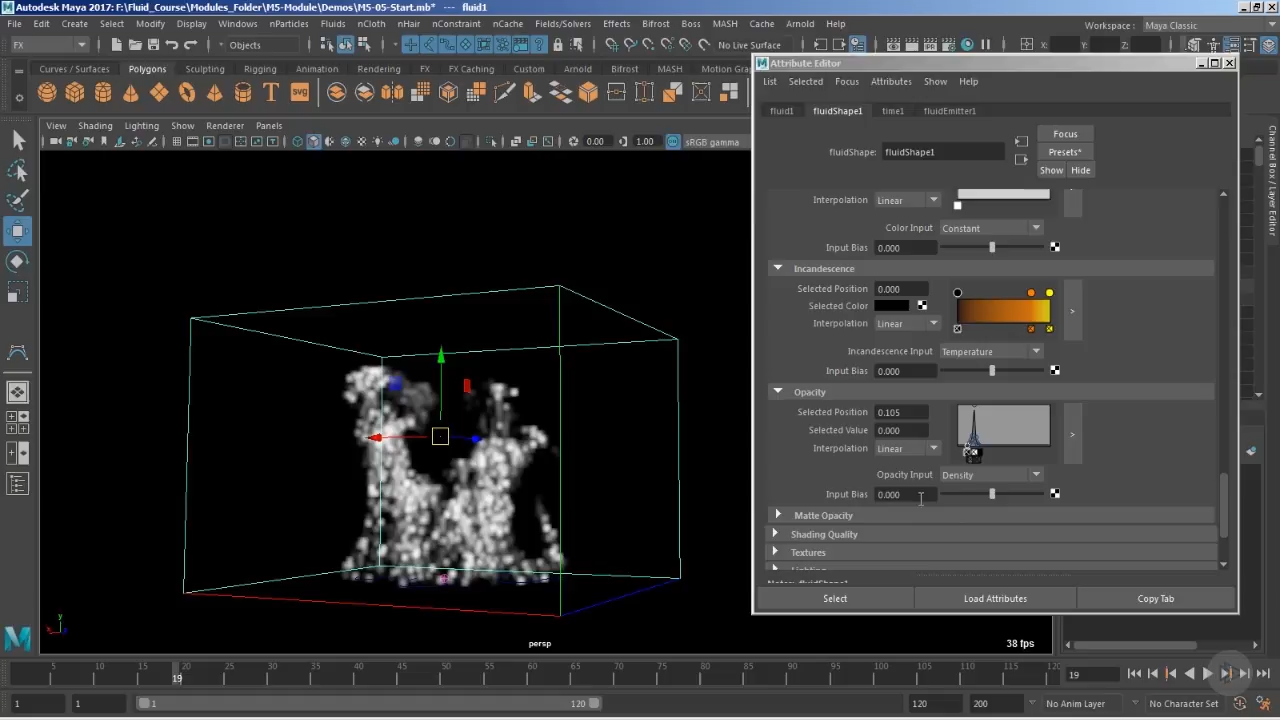 Autodesk Maya 2017: F:\Fluid_Course\Modules_Folder\M5-Module\Demos\M5-05-Start.mb* --- fluid1
File Edit Create Select Modify Display Windows nParticles Fluids nCloth nHair nConstraint nCache Fields/Solvers Effects Bifrost Boss MASH Cache Arnold Help
Workspace : Maya Classic
FX Objects No Live Surface X: Y: Z:
Curves / Surfaces Polygons Sculpting Rigging Animation Rendering FX FX Caching Custom Arnold Bifrost MASH Motion Gra
View Shading Lighting Show Renderer Panels
0.00 1.00 sRGB gamma
Attribute Editor
List Selected Focus Attributes Show Help
fluid1 fluidShape1 time1 fluidEmitter1
Focus
fluidShape: fluidShape1 Presets*
Show Hide
Interpolation Linear
Color Input Constant
Input Bias 0.000
Incandescence
Selected Position 0.000
Selected Color
Interpolation Linear
Incandescence Input Temperature
Input Bias 0.000
Opacity
Selected Position 0.105
Selected Value 0.000
Interpolation Linear
Opacity Input Density
Input Bias 0.000
Matte Opacity
Shading Quality
Textures
Select Load Attributes Copy Tab
Channel Box / Layer Editor
persp
38 fps
5 10 15 20 25 30 35 40 45 50 55 60 65 70 75 80 85 90 95 100 105 110 115 120
19
19
1 1 1 120 120 200 No Anim Layer No Character Set